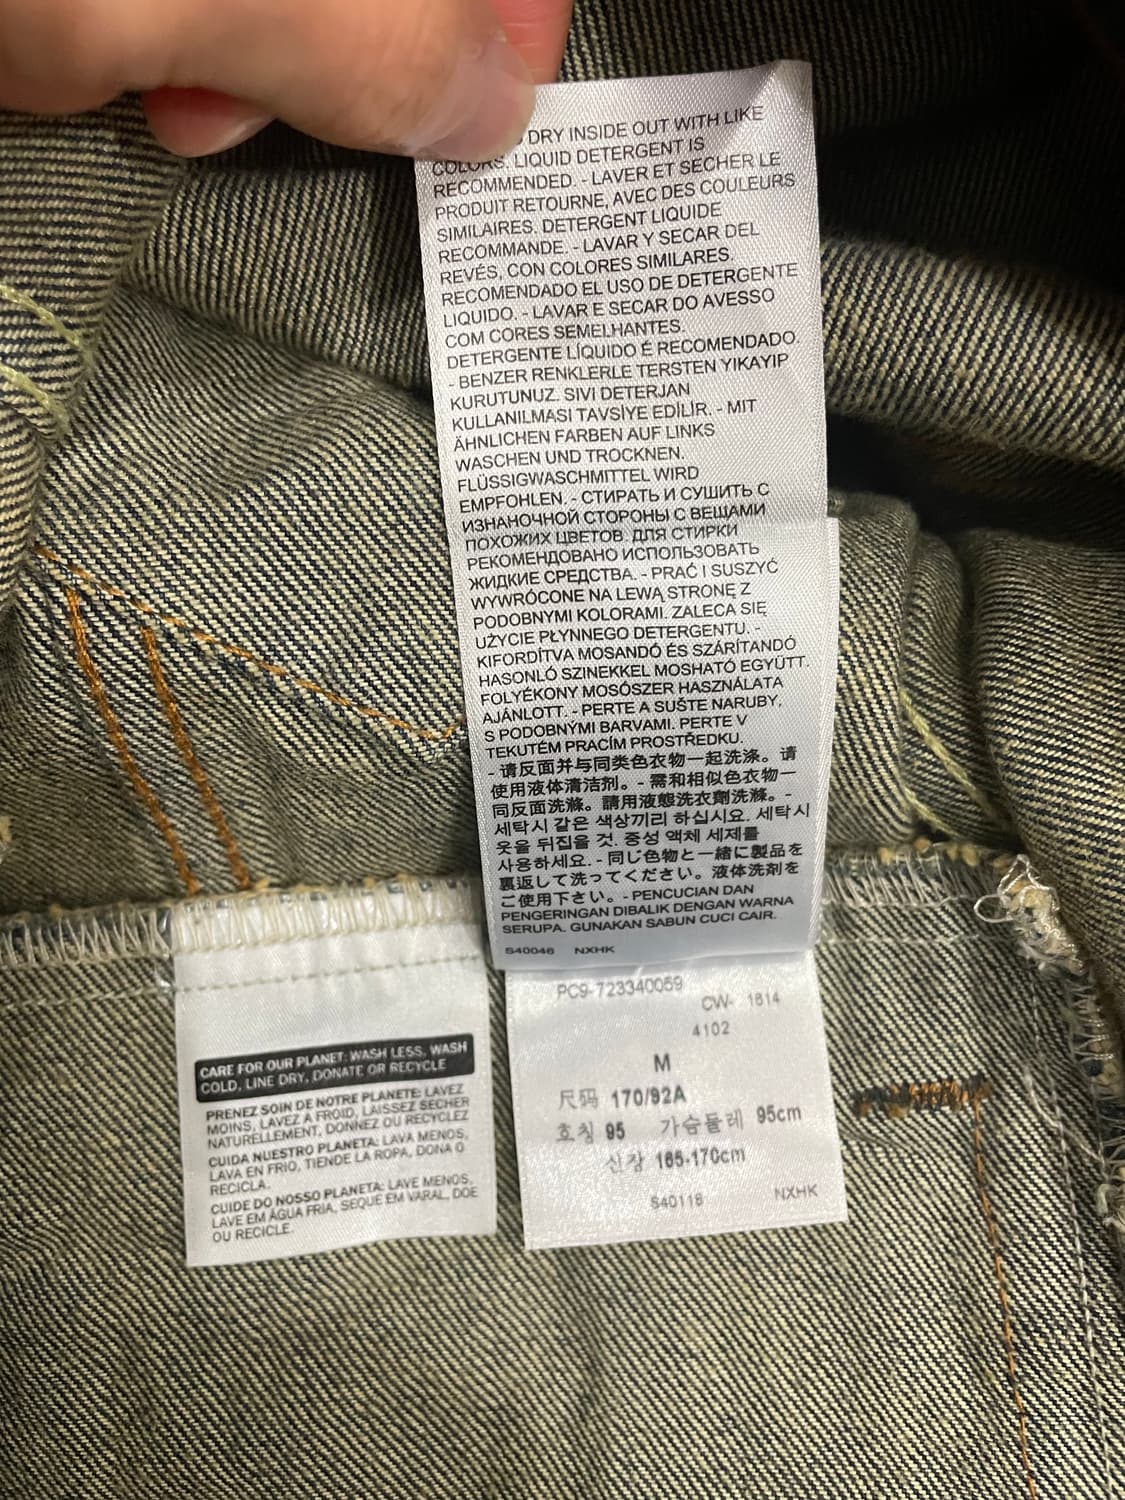 DRY INSIDE OUT WITH LIKE
COLORS. LIQUID DETERGENT IS
RECOMMENDED. - LAVER ET SECHER LE
PRODUIT RETOURNE, AVEC DES COULEURS
SIMILAIRES. DETERGENT LIQUIDE
RECOMMANDE. - LAVAR Y SECAR DEL
REVÉS, CON COLORES SIMILARES.
RECOMENDADO EL USO DE DETERGENTE
LIQUIDO. - LAVAR E SECAR DO AVESSO
COM CORES SEMELHANTES.
DETERGENTE LÍQUIDO É RECOMENDADO.
- BENZER RENKLERLE TERSTEN YIKAYIP
KURUTUNUZ. SIVI DETERJAN
KULLANILMASI TAVSİYE EDİLİR. - MIT
ÄHNLICHEN FARBEN AUF LINKS
WASCHEN UND TROCKNEN.
FLÜSSIGWASCHMITTEL WIRD
EMPFOHLEN. - СТИРАТЬ И СУШИТЬ С
ИЗНАНОЧНОЙ СТОРОНЫ С ВЕЩАМИ
ПОХОЖИХ ЦВЕТОВ. ДЛЯ СТИРКИ
РЕКОМЕНДОВАНО ИСПОЛЬЗОВАТЬ
ЖИДКИЕ СРЕДСТВА. - PRAĆ I SUSZYĆ
WYWRÓCONE NA LEWĄ STRONĘ Z
PODOBNYMI KOLORAMI. ZALECA SIĘ
UŻYCIE PŁYNNEGO DETERGENTU. -
KIFORDÍTVA MOSANDÓ ÉS SZÁRÍTANDÓ
HASONLÓ SZINEKKEL MOSHATÓ EGYÜTT.
FOLYÉKONY MOSÓSZER HASZNÁLATA
AJÁNLOTT. - PERTE A SUŠTE NARUBY,
S PODOBNÝMI BARVAMI. PERTE V
TEKUTÉM PRACÍM PROSTŘEDKU.
- 请反面并与同类色衣物一起洗涤。请
使用液体清洁剂。- 需和相似色衣物一
同反面洗滌。請用液態洗衣劑洗滌。-
세탁시 같은 색상끼리 하십시요. 세탁시
옷을 뒤집을 것. 중성 액체 세제를
사용하세요. - 同じ色物と一緒に製品を
裏返して洗ってください。液体洗剤を
ご使用下さい。- PENCUCIAN DAN
PENGERINGAN DIBALIK DENGAN WARNA
SERUPA. GUNAKAN SABUN CUCI CAIR.
S40046 NXHK
PC9-723340059
CW- 1614
4102
M
尺码 170/92A
호칭 95 가슴둘레 95cm
신장 165-170cm
S40118 NXHK
CARE FOR OUR PLANET: WASH LESS, WASH
COLD, LINE DRY, DONATE OR RECYCLE
PRENEZ SOIN DE NOTRE PLANETE: LAVEZ
MOINS, LAVEZ A FROID, LAISSEZ SECHER
NATURELLEMENT, DONNEZ OU RECYCLEZ
CUIDA NUESTRO PLANETA: LAVA MENOS,
LAVA EN FRIO, TIENDE LA ROPA, DONA O
RECICLA.
CUIDE DO NOSSO PLANETA: LAVE MENOS,
LAVE EM ÁGUA FRIA, SEQUE EM VARAL, DOE
OU RECICLE.